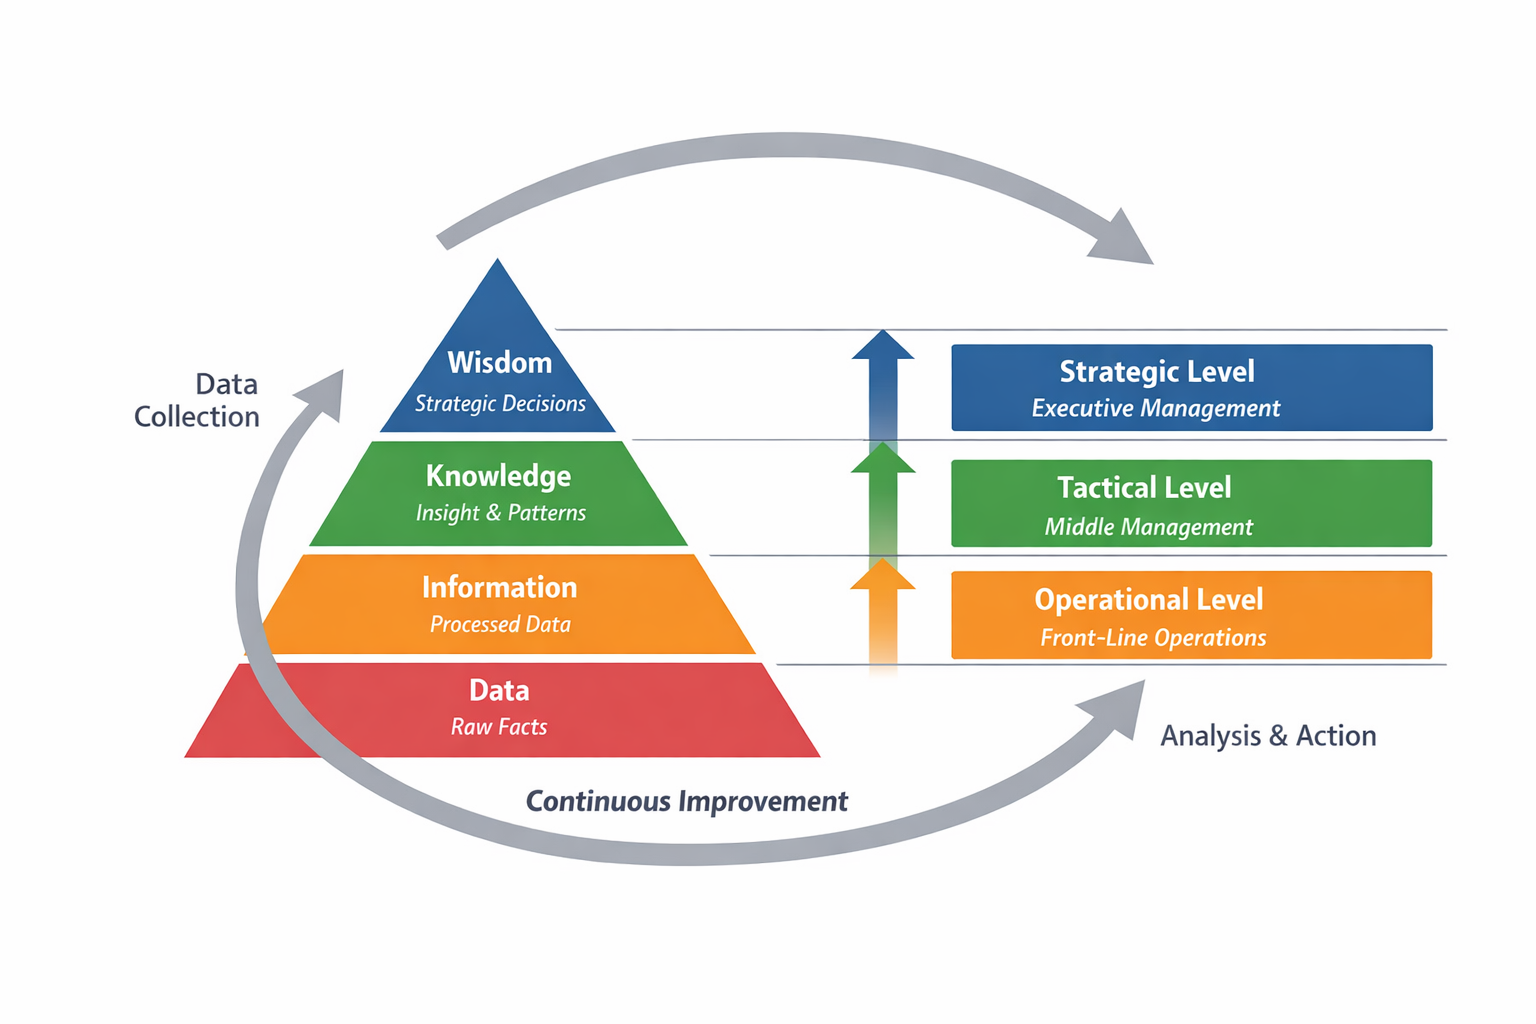 Data
Collection
Wisdom
Strategic Decisions
Knowledge
Insight & Patterns
Information
Processed Data
Data
Raw Facts
Strategic Level
Executive Management
Tactical Level
Middle Management
Operational Level
Front-Line Operations
Analysis & Action
Continuous Improvement